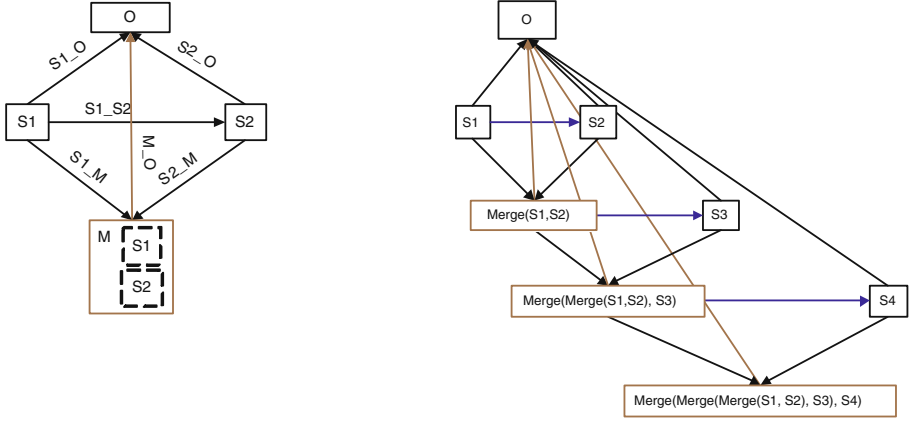 O
S1_O
S2_O
S1
S1_S2
S2
S1_M
M_O
S2_M
M
S1
S2
O
S1
S2
Merge(S1,S2)
S3
Merge(Merge(S1,S2), S3)
S4
Merge(Merge(Merge(S1, S2), S3), S4)